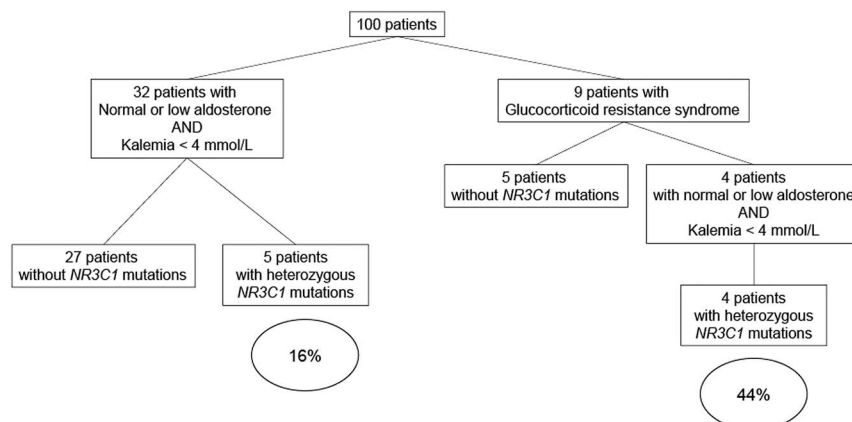 100 patients
32 patients with
Normal or low aldosterone
AND
Kalemia < 4 mmol/L
9 patients with
Glucocorticoid resistance syndrome
5 patients
without NR3C1 mutations
4 patients
with normal or low aldosterone
AND
Kalemia < 4 mmol/L
27 patients
without NR3C1 mutations
5 patients
with heterozygous
NR3C1 mutations
4 patients
with heterozygous
NR3C1 mutations
16%
44%